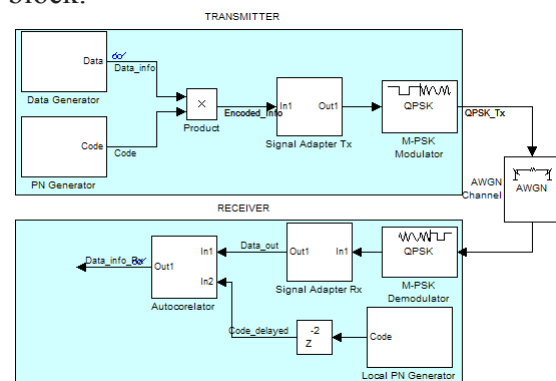 block.
TRANSMITTER
Data
Data_info
Data Generator
Code
Code
PN Generator
×
Product
Encoded_Info
In1 Out1
Signal Adapter Tx
QPSK
M-PSK
Modulator
QPSK_Tx
AWGN
Channel
AWGN
RECEIVER
Data_info_Rx
Out1
In1
In2
Autocorelator
Data_out
Out1 In1
Signal Adapter Rx
QPSK
M-PSK
Demodulator
Code_delayed
-2
Z
Code
Local PN Generator